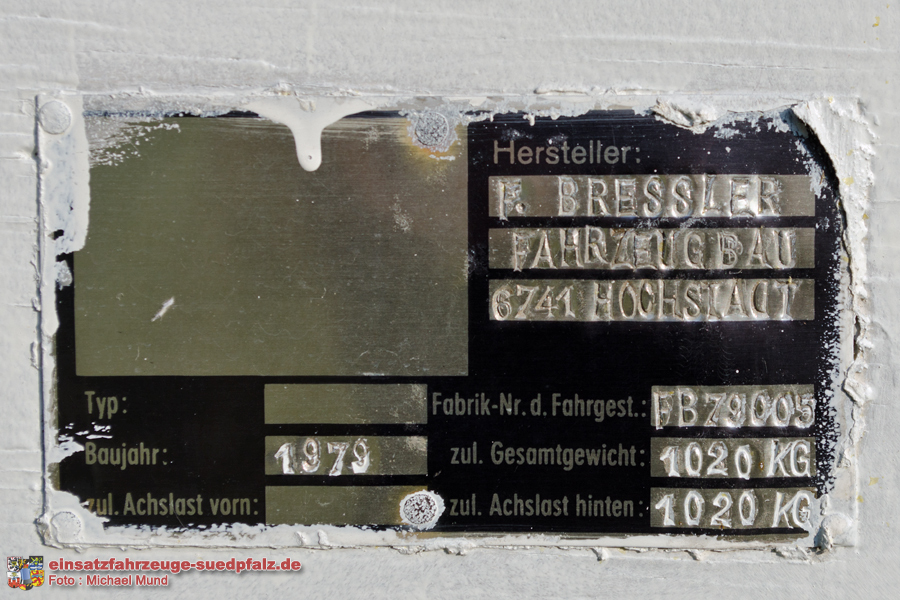 Hersteller:
F. BRESSLER
FAHRZEUGBAU
6741 HOCHSTADT
Typ:
Fabrik-Nr. d. Fahrgest.: FB79005
Baujahr: 1979
zul. Gesamtgewicht: 1020 KG
zul. Achslast vorn:
zul. Achslast hinten: 1020 KG
einsatzfahrzeuge-suedpfalz.de
Foto : Michael Mund